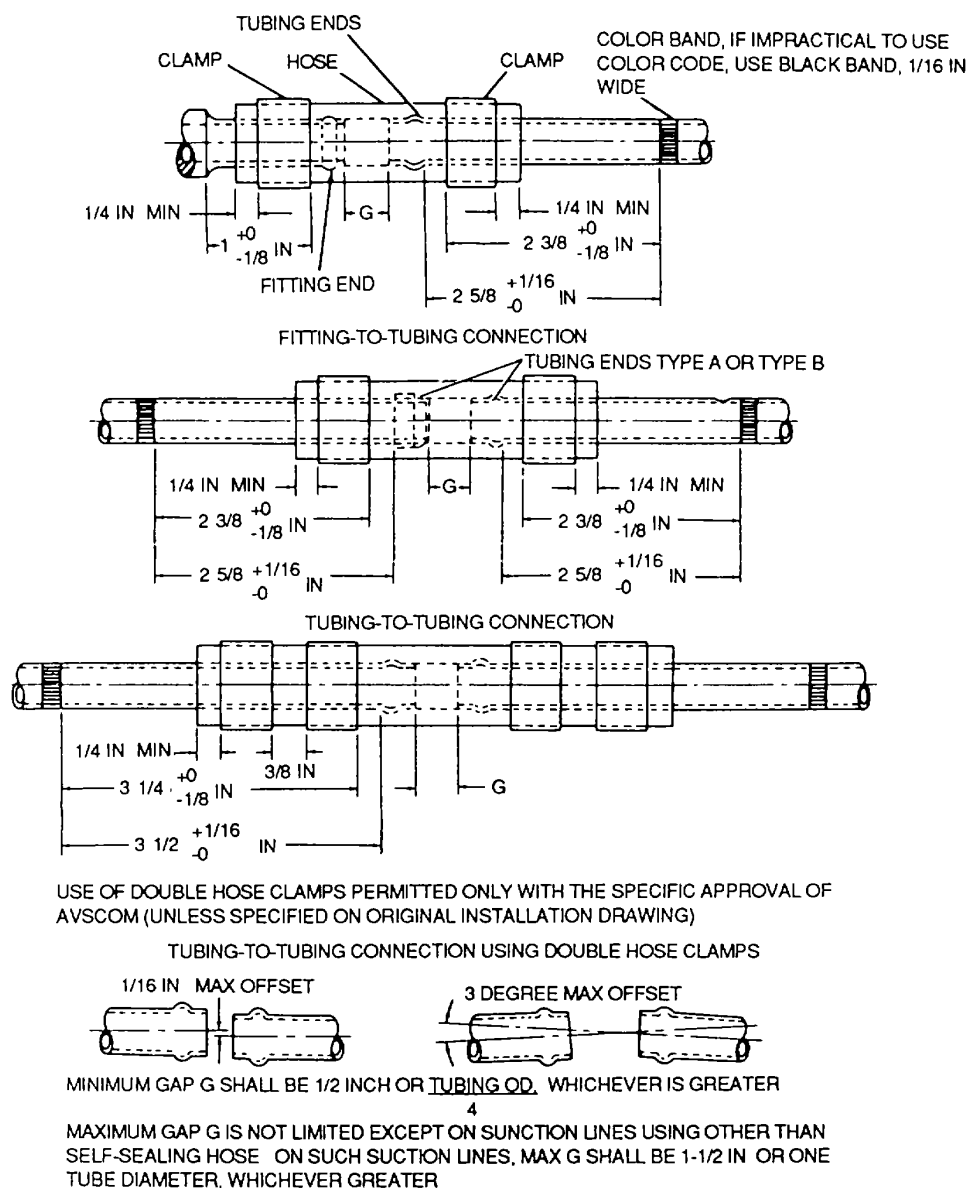 TUBING ENDS
CLAMP
HOSE
CLAMP
COLOR BAND, IF IMPRACTICAL TO USE
COLOR CODE, USE BLACK BAND, 1/16 IN
WIDE
1/4 IN MIN
G
1/4 IN MIN
1 +0 -1/8 IN
2 3/8 +0 -1/8 IN
FITTING END
2 5/8 +1/16 -0 IN
FITTING-TO-TUBING CONNECTION
TUBING ENDS TYPE A OR TYPE B
1/4 IN MIN
G
1/4 IN MIN
2 3/8 +0 -1/8 IN
2 3/8 +0 -1/8 IN
2 5/8 +1/16 -0 IN
2 5/8 +1/16 -0 IN
TUBING-TO-TUBING CONNECTION
1/4 IN MIN
3/8 IN
G
3 1/4 +0 -1/8 IN
3 1/2 +1/16 -0 IN
USE OF DOUBLE HOSE CLAMPS PERMITTED ONLY WITH THE SPECIFIC APPROVAL OF
AVSCOM (UNLESS SPECIFIED ON ORIGINAL INSTALLATION DRAWING)
TUBING-TO-TUBING CONNECTION USING DOUBLE HOSE CLAMPS
1/16 IN MAX OFFSET
3 DEGREE MAX OFFSET
MINIMUM GAP G SHALL BE 1/2 INCH OR TUBING OD. WHICHEVER IS GREATER
4
MAXIMUM GAP G IS NOT LIMITED EXCEPT ON SUNCTION LINES USING OTHER THAN
SELF-SEALING HOSE ON SUCH SUCTION LINES, MAX G SHALL BE 1-1/2 IN OR ONE
TUBE DIAMETER, WHICHEVER GREATER